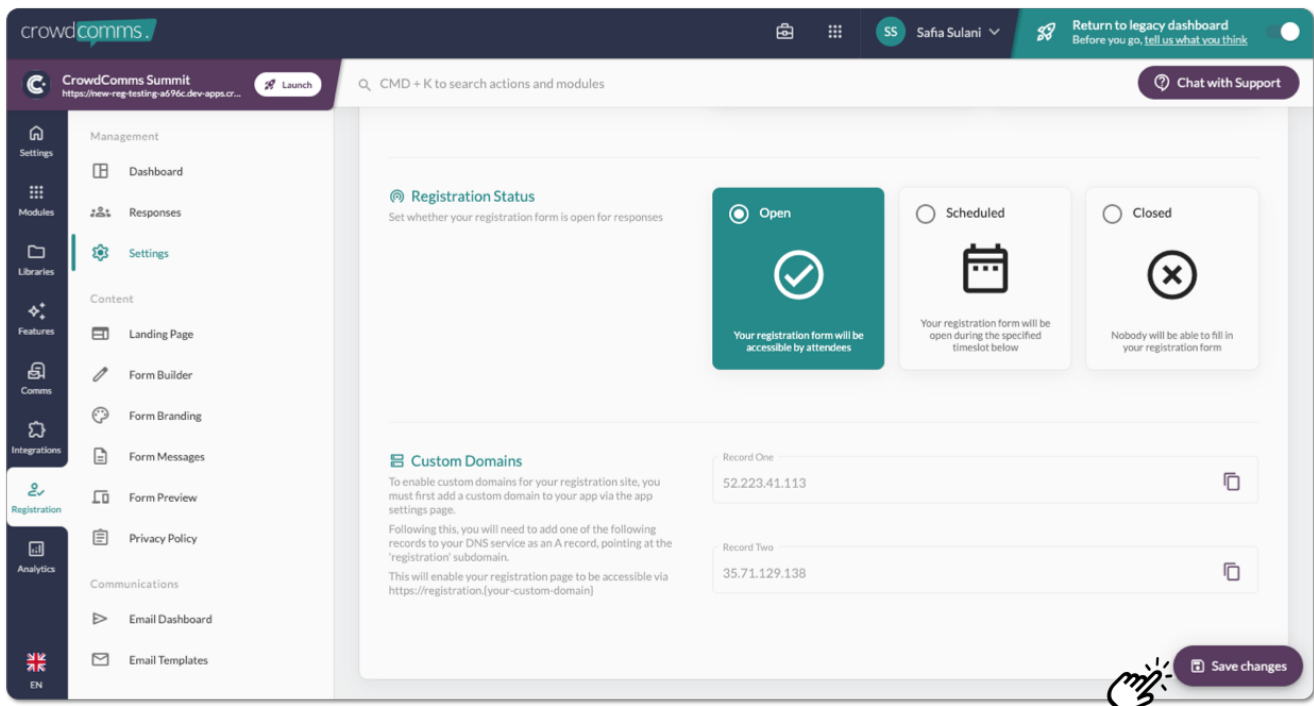 crowdcomms.
SS
Safia Sulani
Return to legacy dashboard
Before you go, tell us what you think
CrowdComms Summit
https://new-reg-testing-a696c.dev-apps.cr...
Launch
CMD + K to search actions and modules
Chat with Support
Settings
Modules
Libraries
Features
Comms
Integrations
Registration
Analytics
EN
Management
Dashboard
Responses
Settings
Content
Landing Page
Form Builder
Form Branding
Form Messages
Form Preview
Privacy Policy
Communications
Email Dashboard
Email Templates
Registration Status
Set whether your registration form is open for responses
Open
Your registration form will be
accessible by attendees
Scheduled
Your registration form will be
open during the specified
timeslot below
Closed
Nobody will be able to fill in
your registration form
Custom Domains
To enable custom domains for your registration site, you
must first add a custom domain to your app via the app
settings page.
Following this, you will need to add one of the following
records to your DNS service as an A record, pointing at the
'registration' subdomain.
This will enable your registration page to be accessible via
https://registration.{your-custom-domain}
Record One
52.223.41.113
Record Two
35.71.129.138
Save changes